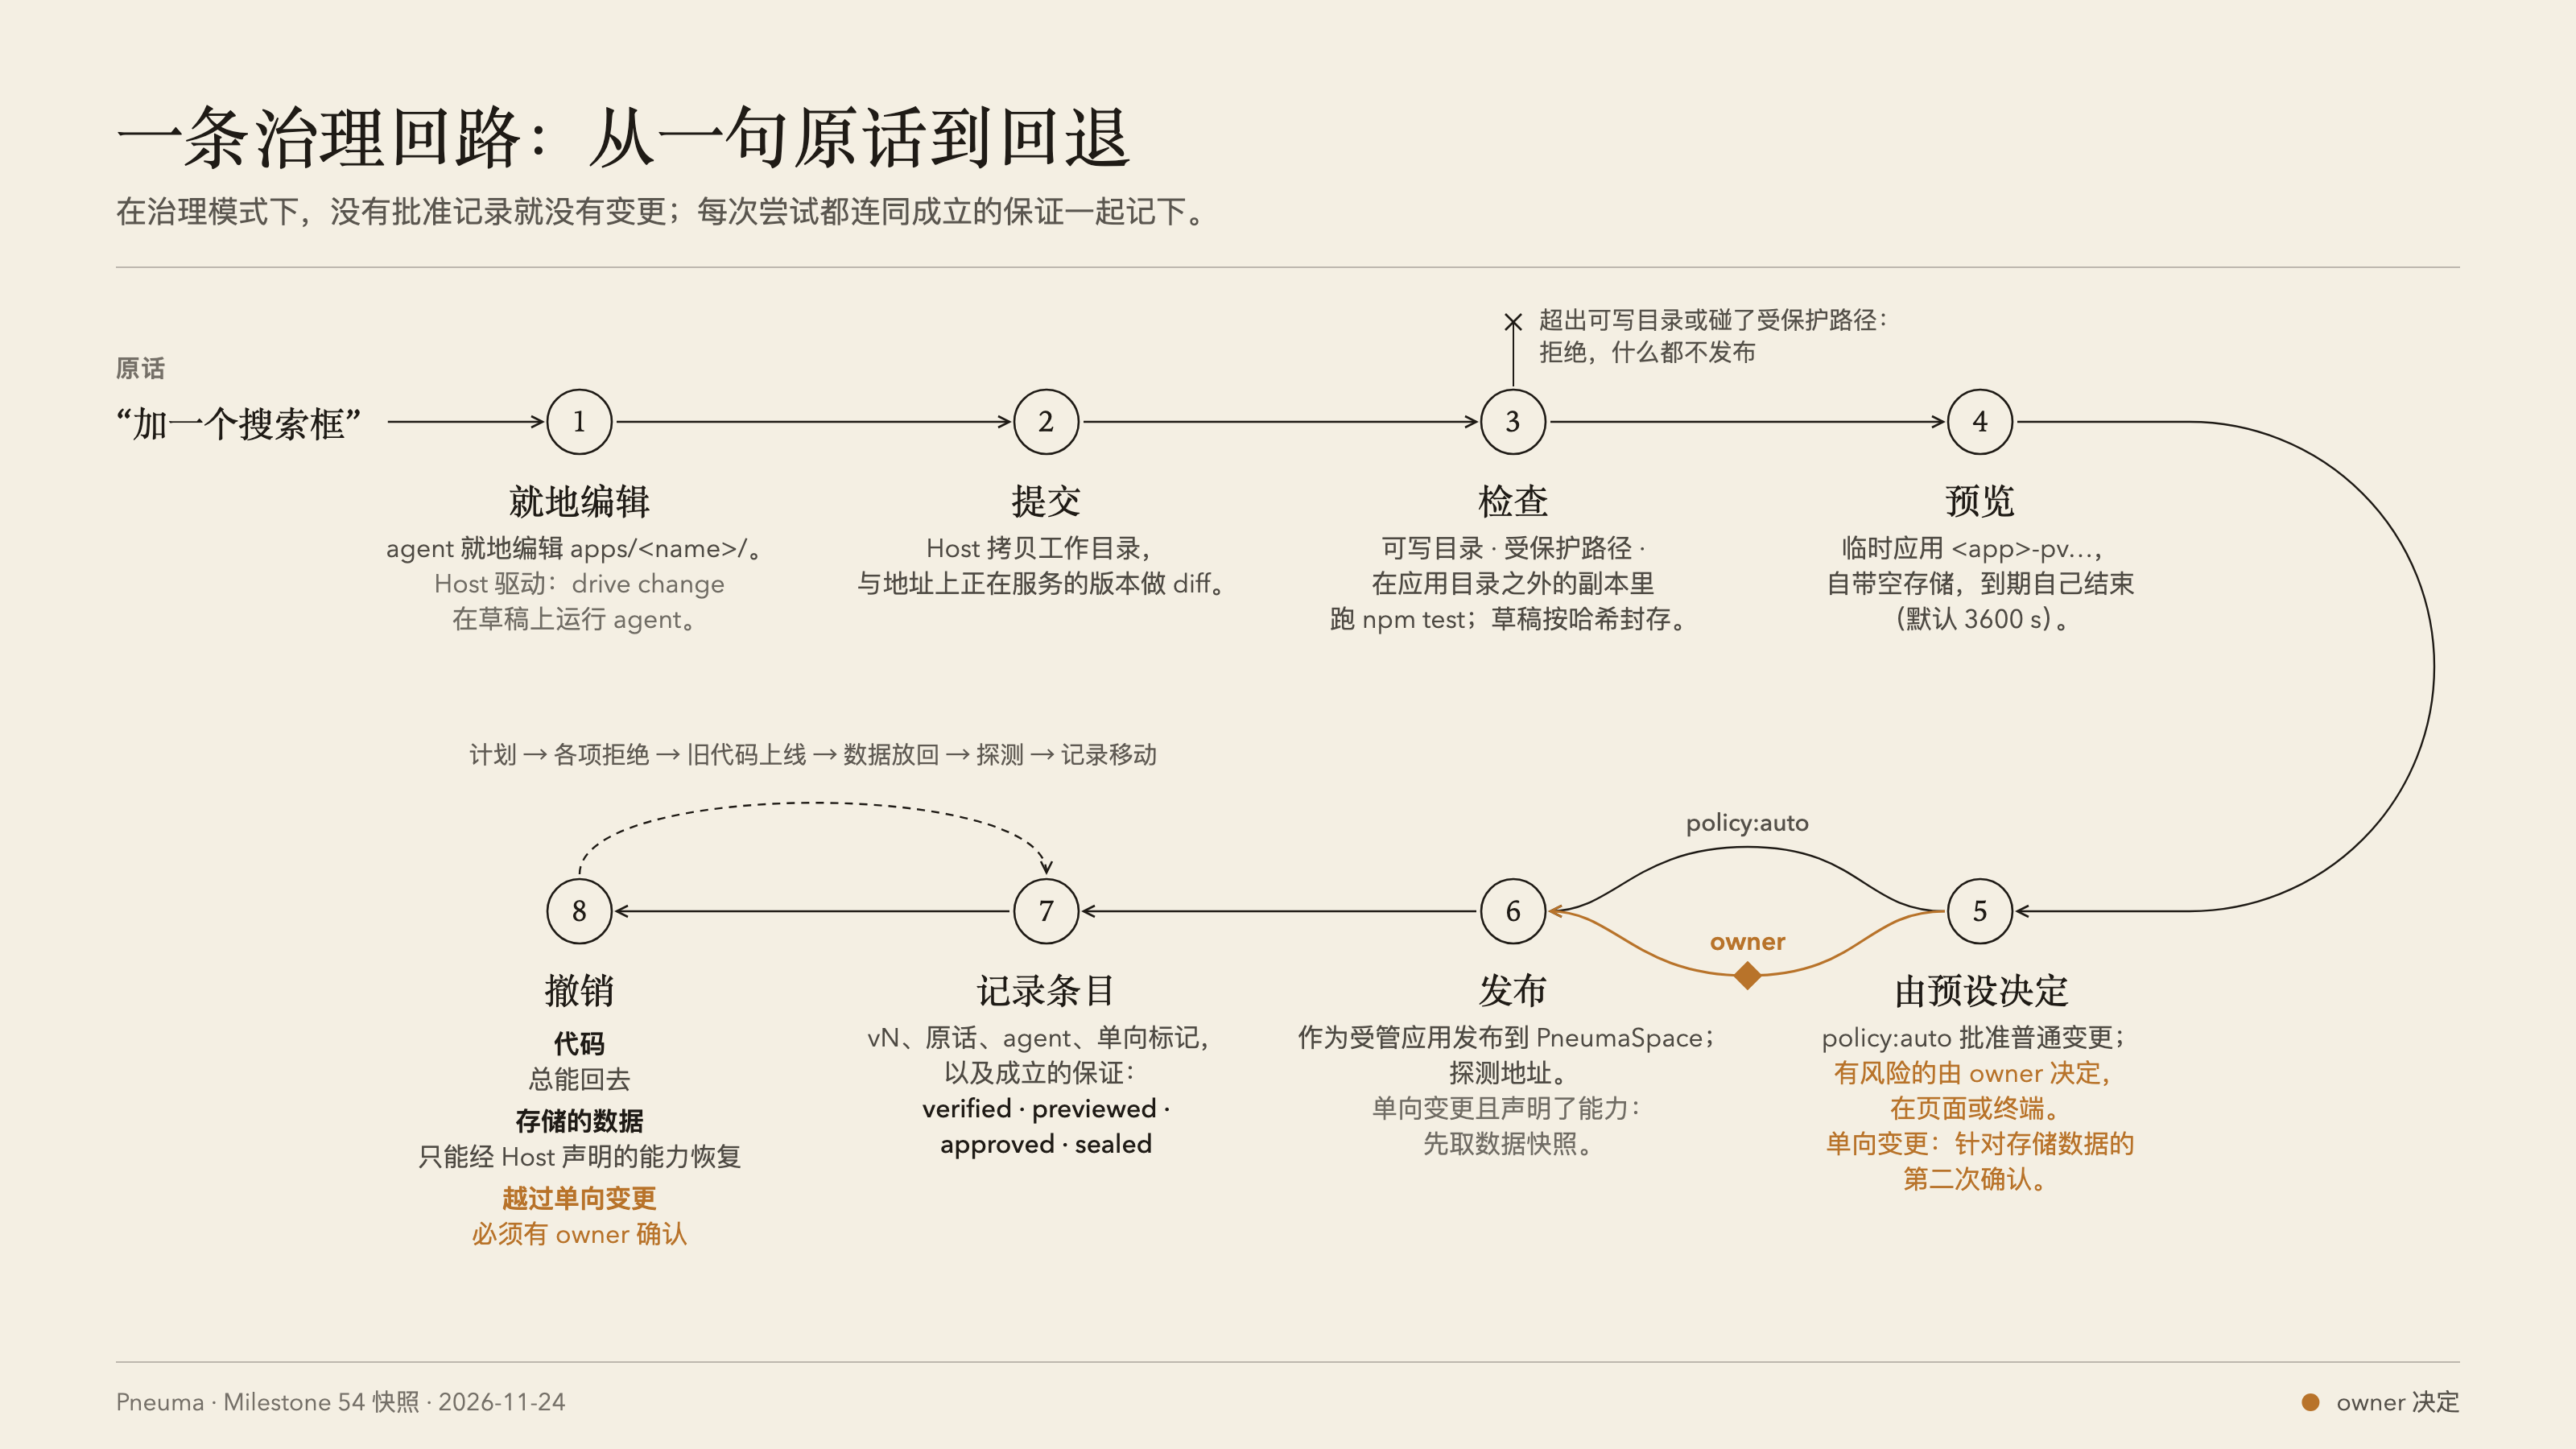 一条治理回路：从一句原话到回退
在治理模式下，没有批准记录就没有变更；每次尝试都连同成立的保证一起记下。
超出可写目录或碰了受保护路径：
拒绝，什么都不发布
原话
“加一个搜索框”
1
2
3
4
就地编辑
agent 就地编辑 apps/<name>/。
Host 驱动：drive change
在草稿上运行 agent。
提交
Host 拷贝工作目录，
与地址上正在服务的版本做 diff。
检查
可写目录 · 受保护路径 ·
在应用目录之外的副本里
跑 npm test；草稿按哈希封存。
预览
临时应用 <app>-pv…，
自带空存储，到期自己结束
（默认 3600 s）。
计划 → 各项拒绝 → 旧代码上线 → 数据放回 → 探测 → 记录移动
policy:auto
owner
8
7
6
5
撤销
代码
总能回去
存储的数据
只能经 Host 声明的能力恢复
越过单向变更
必须有 owner 确认
记录条目
vN、原话、agent、单向标记，
以及成立的保证：
verified · previewed ·
approved · sealed
发布
作为受管应用发布到 PneumaSpace；
探测地址。
单向变更且声明了能力：
先取数据快照。
由预设决定
policy:auto 批准普通变更；
有风险的由 owner 决定，
在页面或终端。
单向变更：针对存储数据的
第二次确认。
Pneuma · Milestone 54 快照 · 2026-11-24
owner 决定